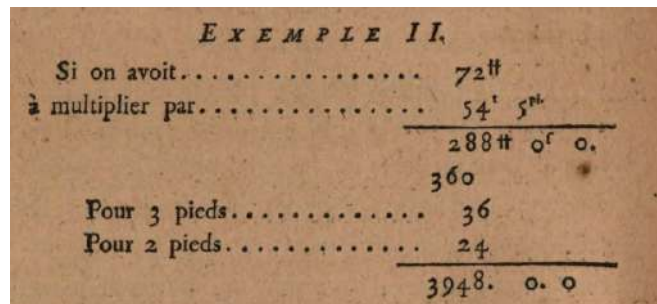 EXEMPLE II.
Si on avoit................ 72₶
à multiplier par............... 54ᵗ 5ᵖⁱ·
288₶ 0ˢ 0.
360
Pour 3 pieds............. 36
Pour 2 pieds............. 24
3948. 0. 0